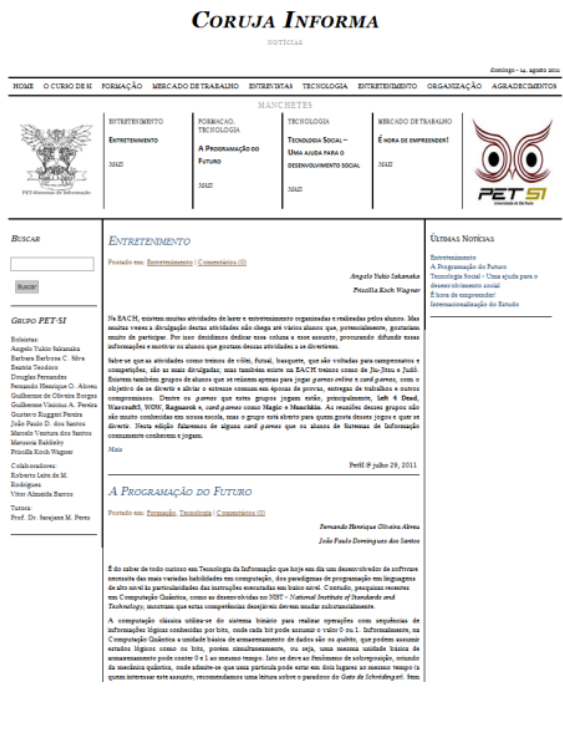 CORUJA INFORMA
NOTÍCIAS
domingo - 14. agosto 2011
HOME O CURSO DE SI FORMAÇÃO MERCADO DE TRABALHO ENTREVISTAS TECNOLOGIA ENTRETENIMENTO ORGANIZAÇÃO AGRADECIMENTOS
MANCHETES
PET-Sistemas de Informação
ENTRETENIMENTO
ENTRETENIMENTO
MAIS
FORMAÇAO,
TECNOLOGIA
A PROGRAMAÇÃO DO
FUTURO
MAIS
TECNOLOGIA
TECNOLOGIA SOCIAL –
UMA AJUDA PARA O
DESENVOLVIMENTO SOCIAL
MAIS
MERCADO DE TRABALHO
É HORA DE EMPREENDER!
MAIS
PET SI
Universidade de São Paulo
BUSCAR
Buscar
GRUPO PET-SI
Bolsistas:
Angelo Yukio Sakanaka
Barbara Barbosa C. Silva
Beatriz Teodoro
Douglas Fernandes
Fernando Henrique O. Abreu
Guilherme de Oliveira Borges
Guilherme Vinicius A. Pereira
Gustavo Ruggeri Pereira
João Paulo D. dos Santos
Marcelo Ventura dos Santos
Priscilla Koch Wagner
Colaboradores:
Roberto Leite de M.
Rodrigues
Vitor Almeida Barros
Tutora:
Prof. Dr. Sarajane M. Peres
ENTRETENIMENTO
Postado em: Entretenimento | Comentários (0)
Angelo Yukio Sakanaka
Priscilla Koch Wagner
Na EACH, existem muitas atividades de lazer e entretenimento organizadas e realizadas pelos alunos. Mas
muitas vezes a divulgação destas atividades não chega até vários alunos que, potencialmente, gostariam
muito de participar. Por isso decidimos dedicar essa coluna a esse assunto, procurando difundir essas
informações e motivar os alunos que gostam dessas atividades a se divertirem.
Sabe-se que as atividades como treinos de vôlei, futsal, basquete, que são voltadas para campeonatos e
competições, são as mais divulgadas; mas também existe na EACH treinos como de Jiu-Jitsu e Judô.
Existem também grupos de alunos que se reúnem apenas para jogar games online e card games, com o
objetivo de se divertir e aliviar o estresse comum em épocas de provas, entregas de trabalhos e outros
compromissos. Dentre os games que estes grupos jogam estão, principalmente, Left 4 Dead,
Warcraft3, WOW, Ragnarok e, card games como Magic e Munchkin. As reuniões desses grupos não
são muito conhecidas em nossa escola, mas o grupo está aberto para quem gosta desses jogos e quer se
divertir. Nesta edição falaremos de alguns card games que os alunos de Sistemas de Informação
comumente conhecem e jogam.
Mais
PetSI @ julho 29, 2011
A PROGRAMAÇÃO DO FUTURO
Postado em: Formação, Tecnologia | Comentários (0)
Fernando Henrique Oliveira Abreu
João Paulo Domingues dos Santos
É do saber de todo curioso em Tecnologia da Informação que hoje em dia um desenvolvedor de software
necessita das mais variadas habilidades em computação, dos paradigmas de programação em linguagens
de alto nível às particularidades das instruções executadas em baixo nível. Contudo, pesquisas recentes
em Computação Quântica, como as desenvolvidas no NIST – National Institute of Standards and
Technology, mostram que estas competências desejáveis devem mudar substancialmente.
A computação clássica utiliza-se do sistema binário para realizar operações com sequências de
informações lógicas conhecidas por bits, onde cada bit pode assumir o valor 0 ou 1. Informalmente, na
Computação Quântica a unidade básica de armazenamento de dados são os qubits, que podem assumir
estados lógicos como os bits, porém simultaneamente, ou seja, uma mesma unidade básica de
armazenamento pode conter 0 e 1 ao mesmo tempo. Isto se deve ao fenômeno de sobreposição, oriundo
da mecânica quântica, onde admite-se que uma partícula pode estar em dois lugares ao mesmo tempo (a
quem interessar este assunto, recomendamos uma leitura sobre o paradoxo do Gato de Schrödinger). Sem
ÚLTIMAS NOTÍCIAS
Entretenimento
A Programação do Futuro
Tecnologia Social – Uma ajuda para o
desenvolvimento social
É hora de empreender!
Internacionalização do Estudo